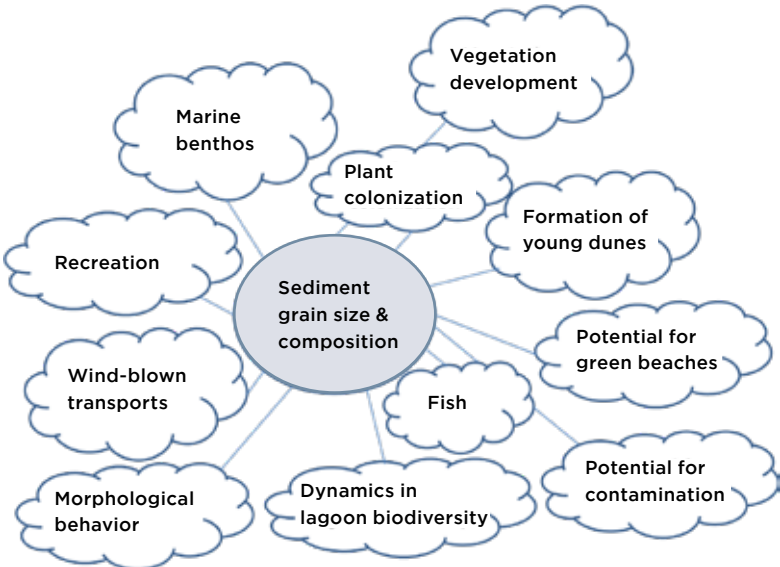 Vegetation
development
Marine
benthos
Plant
colonization
Formation of
young dunes
Recreation
Sediment
grain size &
composition
Potential for
green beaches
Wind-blown
transports
Fish
Morphological
behavior
Dynamics in
lagoon biodiversity
Potential for
contamination